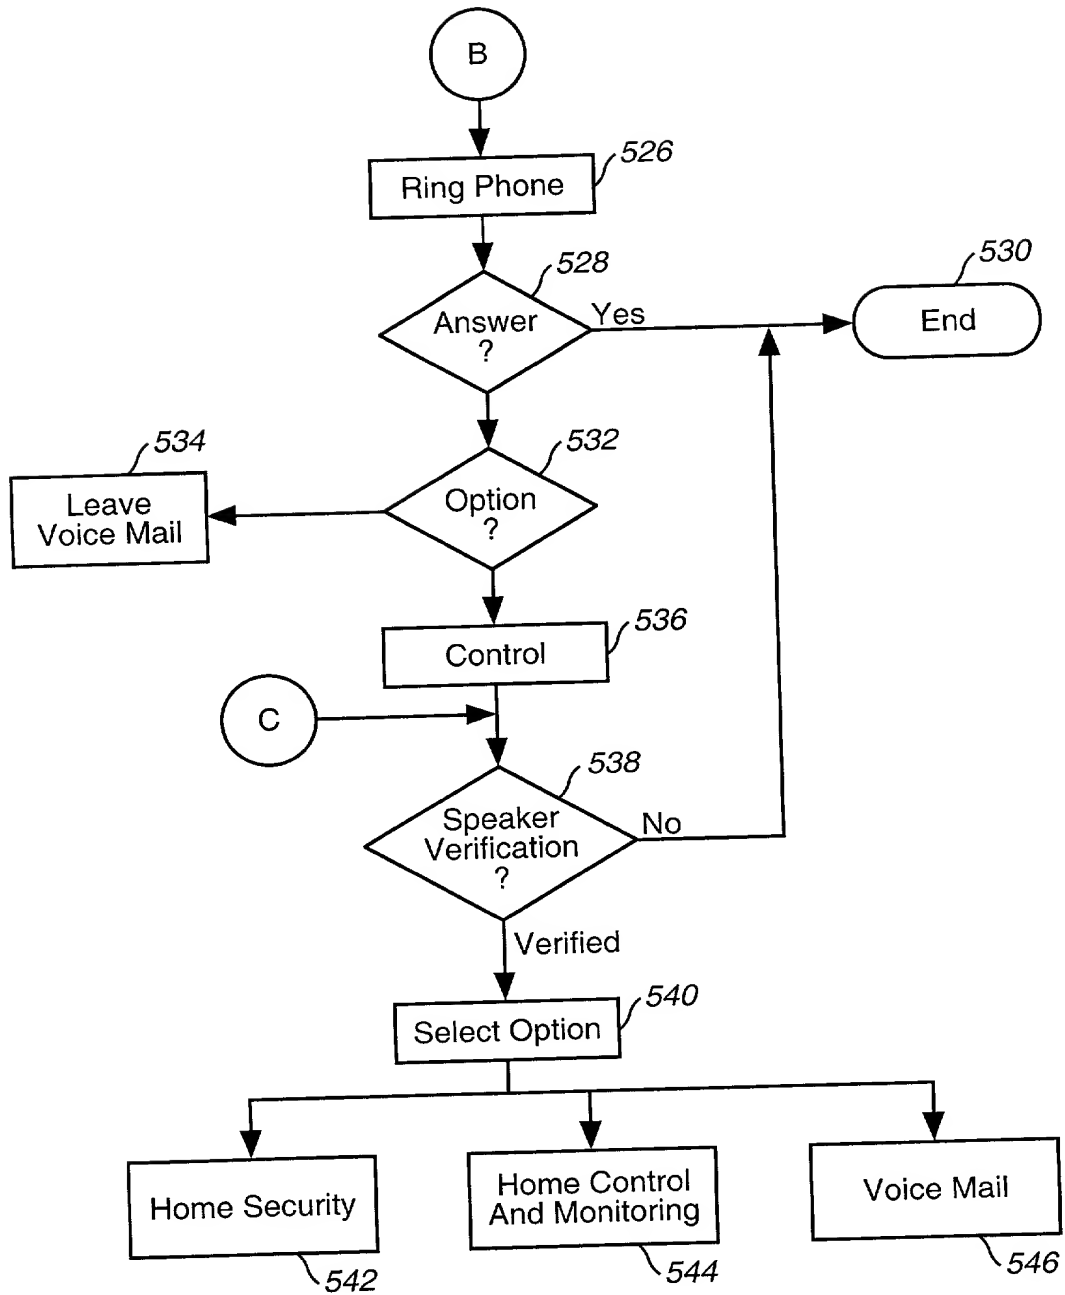 B
526
Ring Phone
528
530
Answer
?
Yes
End
534
532
Leave
Voice Mail
Option
?
536
Control
C
538
Speaker
Verification
?
No
Verified
540
Select Option
Home Security
Home Control
And Monitoring
Voice Mail
542
544
546